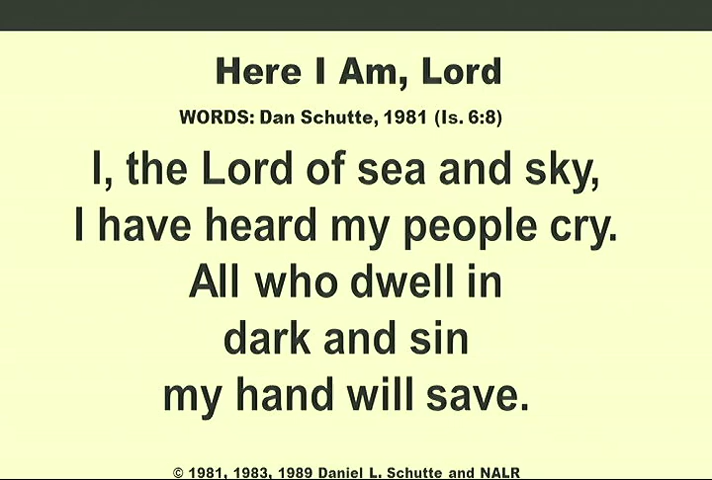 Here I Am, Lord
WORDS: Dan Schutte, 1981 (Is. 6:8)
I, the Lord of sea and sky,
I have heard my people cry.
All who dwell in
dark and sin
my hand will save.
© 1981, 1983, 1989 Daniel L. Schutte and NALR